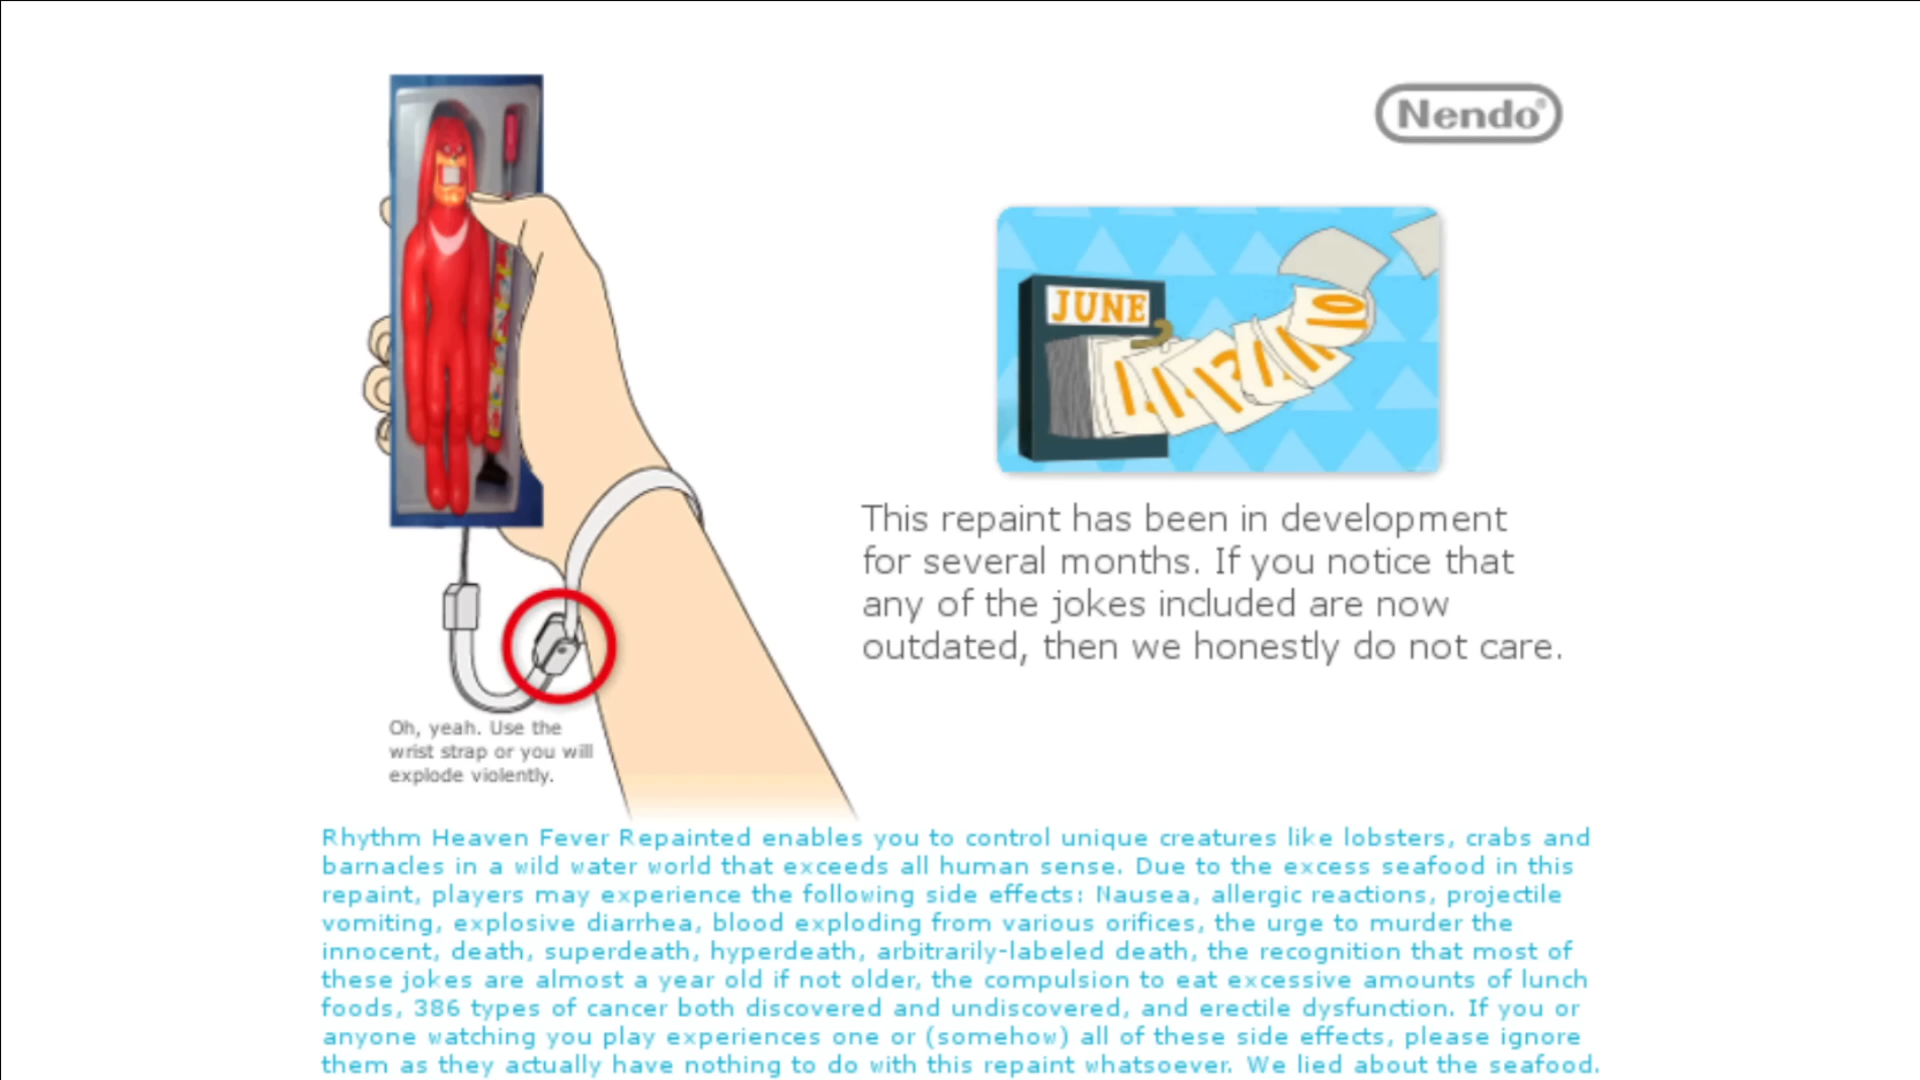 Nendo®
JUNE
10
This repaint has been in development
for several months. If you notice that
any of the jokes included are now
outdated, then we honestly do not care.
Oh, yeah. Use the
wrist strap or you will
explode violently.
Rhythm Heaven Fever Repainted enables you to control unique creatures like lobsters, crabs and
barnacles in a wild water world that exceeds all human sense. Due to the excess seafood in this
repaint, players may experience the following side effects: Nausea, allergic reactions, projectile
vomiting, explosive diarrhea, blood exploding from various orifices, the urge to murder the
innocent, death, superdeath, hyperdeath, arbitrarily-labeled death, the recognition that most of
these jokes are almost a year old if not older, the compulsion to eat excessive amounts of lunch
foods, 386 types of cancer both discovered and undiscovered, and erectile dysfunction. If you or
anyone watching you play experiences one or (somehow) all of these side effects, please ignore
them as they actually have nothing to do with this repaint whatsoever. We lied about the seafood.